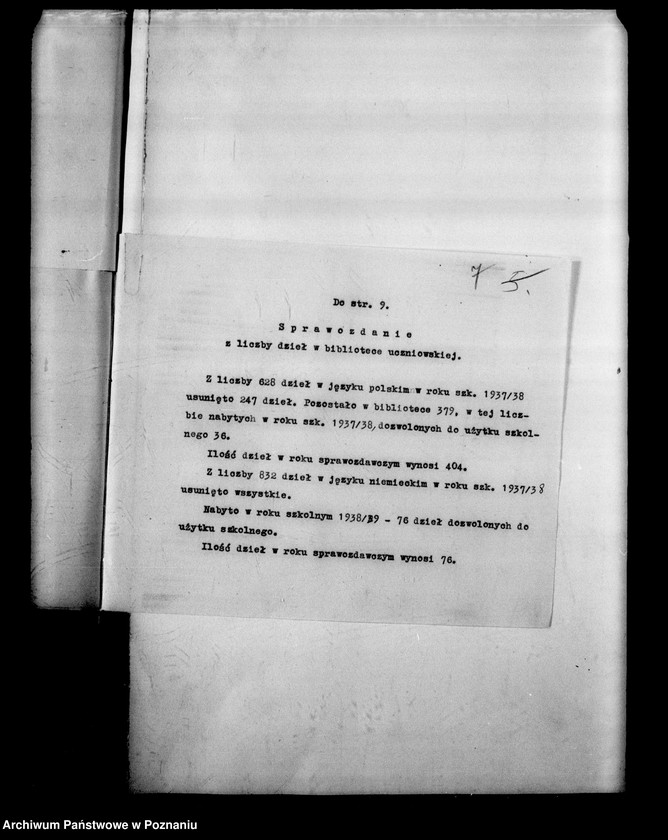 7 5.
Do str. 9.
Sprawozdanie
z liczby dzieł w bibliotece uczniowskiej.
Z liczby 628 dzieł w języku polskim w roku szk. 1937/38
usunięto 247 dzieł. Pozostało w bibliotece 379, w tej licz-
bie nabytych w roku szk. 1937/38, dozwolonych do użytku szkol-
nego 36.
Ilość dzieł w roku sprawozdawczym wynosi 404.
Z liczby 832 dzieł w języku niemieckim w roku szk. 1937/38
usunięto wszystkie.
Nabyto w roku szkolnym 1938/39 - 76 dzieł dozwolonych do
użytku szkolnego.
Ilość dzieł w roku sprawozdawczym wynosi 76.
Archiwum Państwowe w Poznaniu